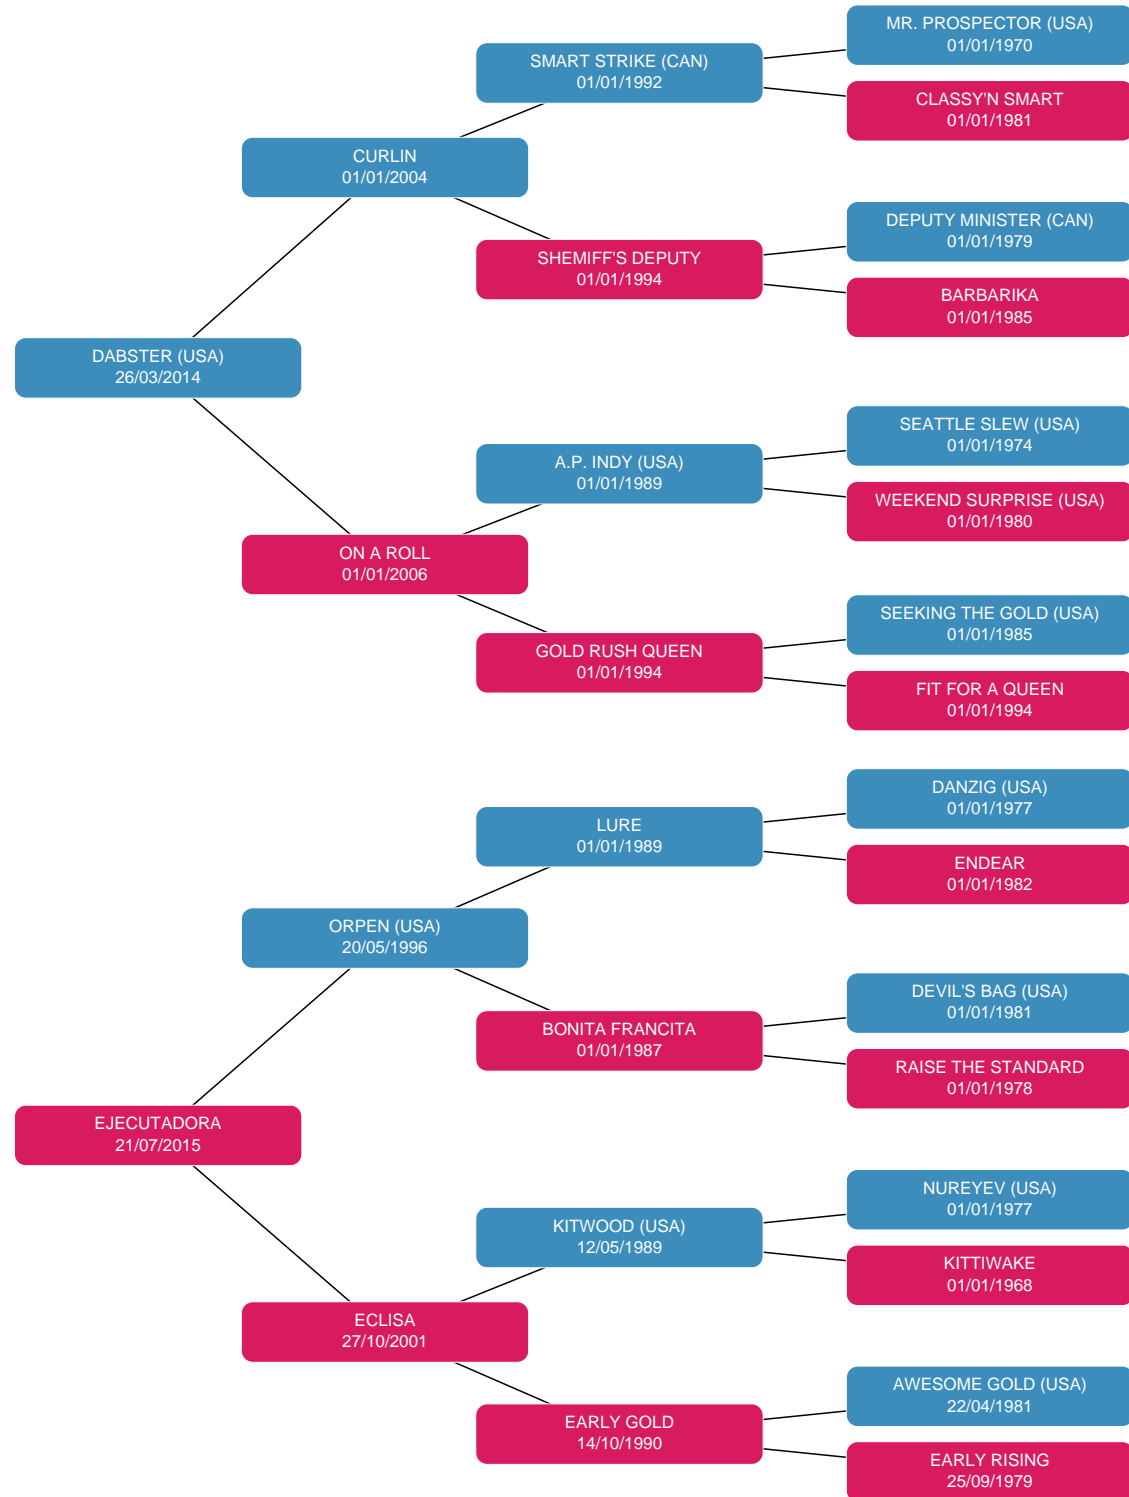 MR. PROSPECTOR (USA)
01/01/1970
SMART STRIKE (CAN)
01/01/1992
CLASSY'N SMART
01/01/1981
CURLIN
01/01/2004
DEPUTY MINISTER (CAN)
01/01/1979
SHEMIFF'S DEPUTY
01/01/1994
BARBARIKA
01/01/1985
DABSTER (USA)
26/03/2014
SEATTLE SLEW (USA)
01/01/1974
A.P. INDY (USA)
01/01/1989
WEEKEND SURPRISE (USA)
01/01/1980
ON A ROLL
01/01/2006
SEEKING THE GOLD (USA)
01/01/1985
GOLD RUSH QUEEN
01/01/1994
FIT FOR A QUEEN
01/01/1994
DANZIG (USA)
01/01/1977
LURE
01/01/1989
ENDEAR
01/01/1982
ORPEN (USA)
20/05/1996
DEVIL'S BAG (USA)
01/01/1981
BONITA FRANCITA
01/01/1987
RAISE THE STANDARD
01/01/1978
EJECUTADORA
21/07/2015
NUREYEV (USA)
01/01/1977
KITWOOD (USA)
12/05/1989
KITTIWAKE
01/01/1968
ECLISA
27/10/2001
AWESOME GOLD (USA)
22/04/1981
EARLY GOLD
14/10/1990
EARLY RISING
25/09/1979